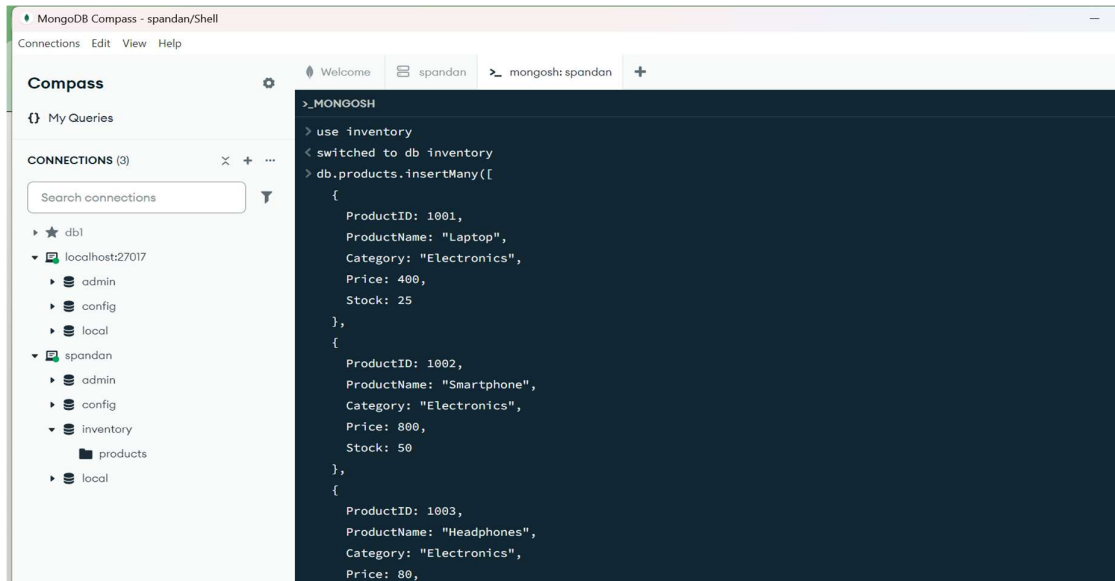 MongoDB Compass - spandan/Shell
Connections Edit View Help
Compass
{} My Queries
CONNECTIONS (3)
Search connections
db1
localhost:27017
admin
config
local
spandan
admin
config
inventory
products
local
Welcome
spandan
>_ mongosh: spandan
>_MONGOSH
> use inventory
< switched to db inventory
> db.products.insertMany([
{
ProductID: 1001,
ProductName: "Laptop",
Category: "Electronics",
Price: 400,
Stock: 25
},
{
ProductID: 1002,
ProductName: "Smartphone",
Category: "Electronics",
Price: 800,
Stock: 50
},
{
ProductID: 1003,
ProductName: "Headphones",
Category: "Electronics",
Price: 80,